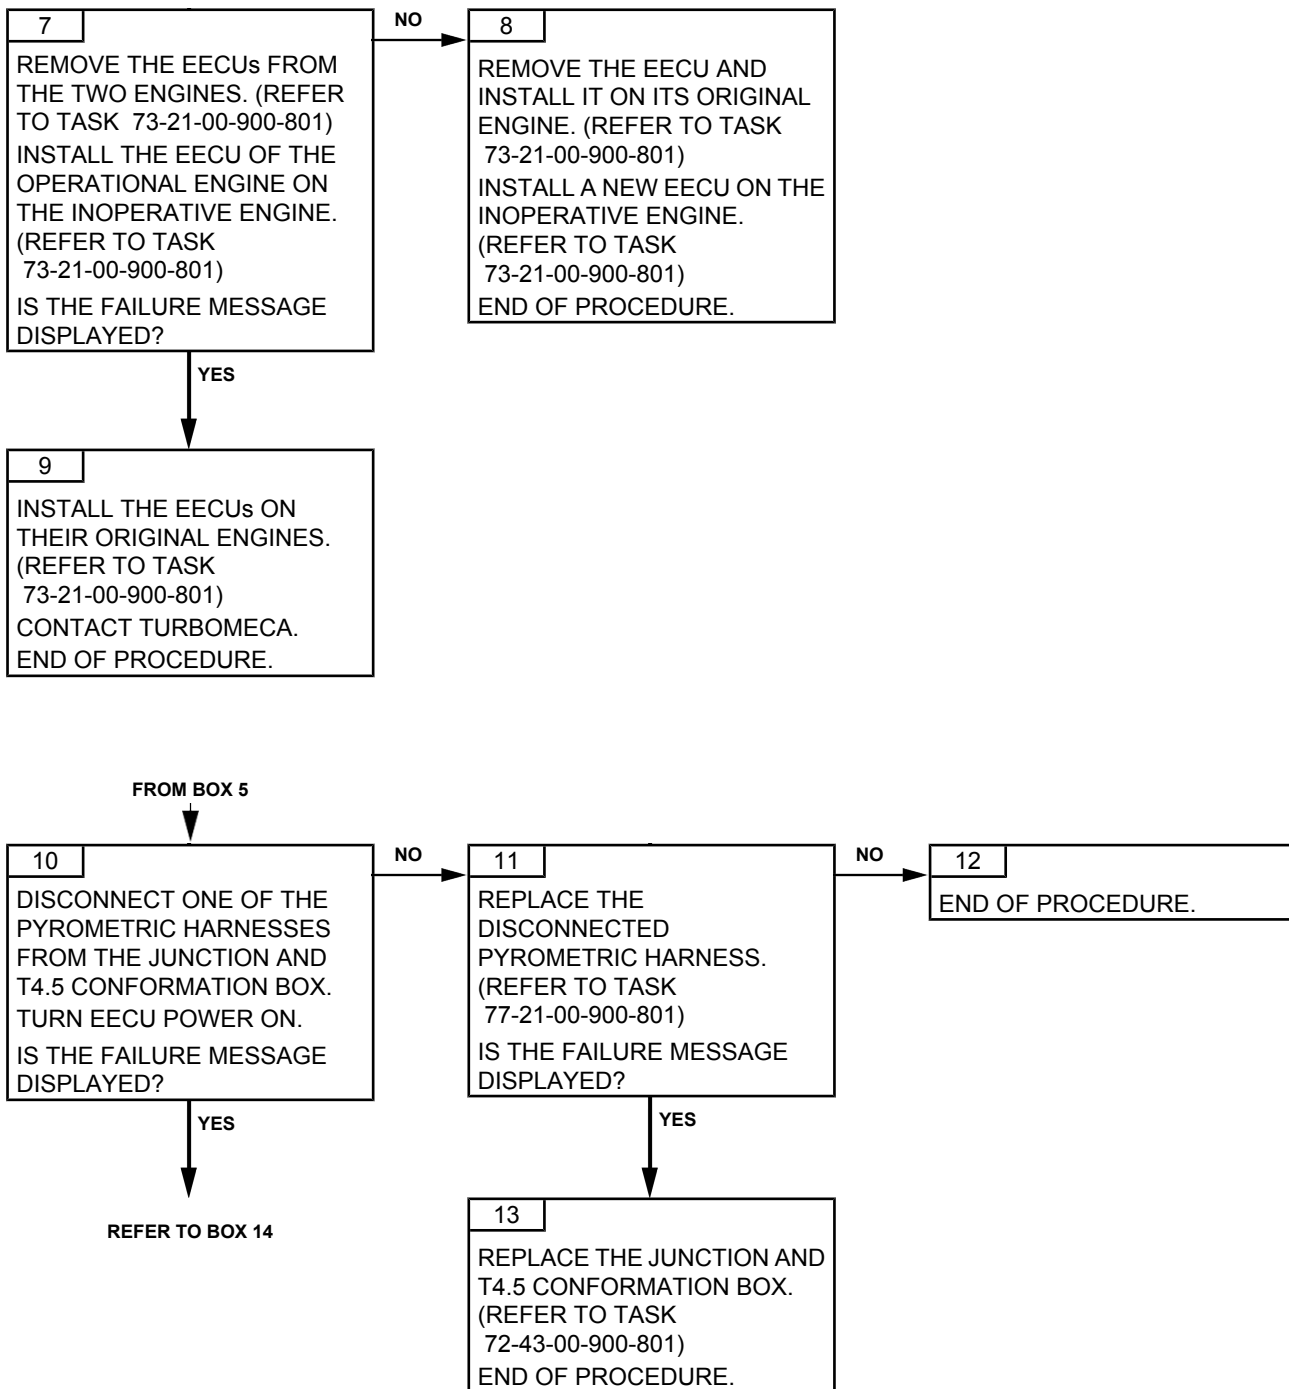 7
REMOVE THE EECUs FROM
THE TWO ENGINES. (REFER
TO TASK 73-21-00-900-801)
INSTALL THE EECU OF THE
OPERATIONAL ENGINE ON
THE INOPERATIVE ENGINE.
(REFER TO TASK
73-21-00-900-801)
IS THE FAILURE MESSAGE
DISPLAYED?
NO
8
REMOVE THE EECU AND
INSTALL IT ON ITS ORIGINAL
ENGINE. (REFER TO TASK
73-21-00-900-801)
INSTALL A NEW EECU ON THE
INOPERATIVE ENGINE.
(REFER TO TASK
73-21-00-900-801)
END OF PROCEDURE.
YES
9
INSTALL THE EECUs ON
THEIR ORIGINAL ENGINES.
(REFER TO TASK
73-21-00-900-801)
CONTACT TURBOMECA.
END OF PROCEDURE.
FROM BOX 5
10
DISCONNECT ONE OF THE
PYROMETRIC HARNESSES
FROM THE JUNCTION AND
T4.5 CONFORMATION BOX.
TURN EECU POWER ON.
IS THE FAILURE MESSAGE
DISPLAYED?
NO
11
REPLACE THE
DISCONNECTED
PYROMETRIC HARNESS.
(REFER TO TASK
77-21-00-900-801)
IS THE FAILURE MESSAGE
DISPLAYED?
NO
12
END OF PROCEDURE.
YES
REFER TO BOX 14
YES
13
REPLACE THE JUNCTION AND
T4.5 CONFORMATION BOX.
(REFER TO TASK
72-43-00-900-801)
END OF PROCEDURE.